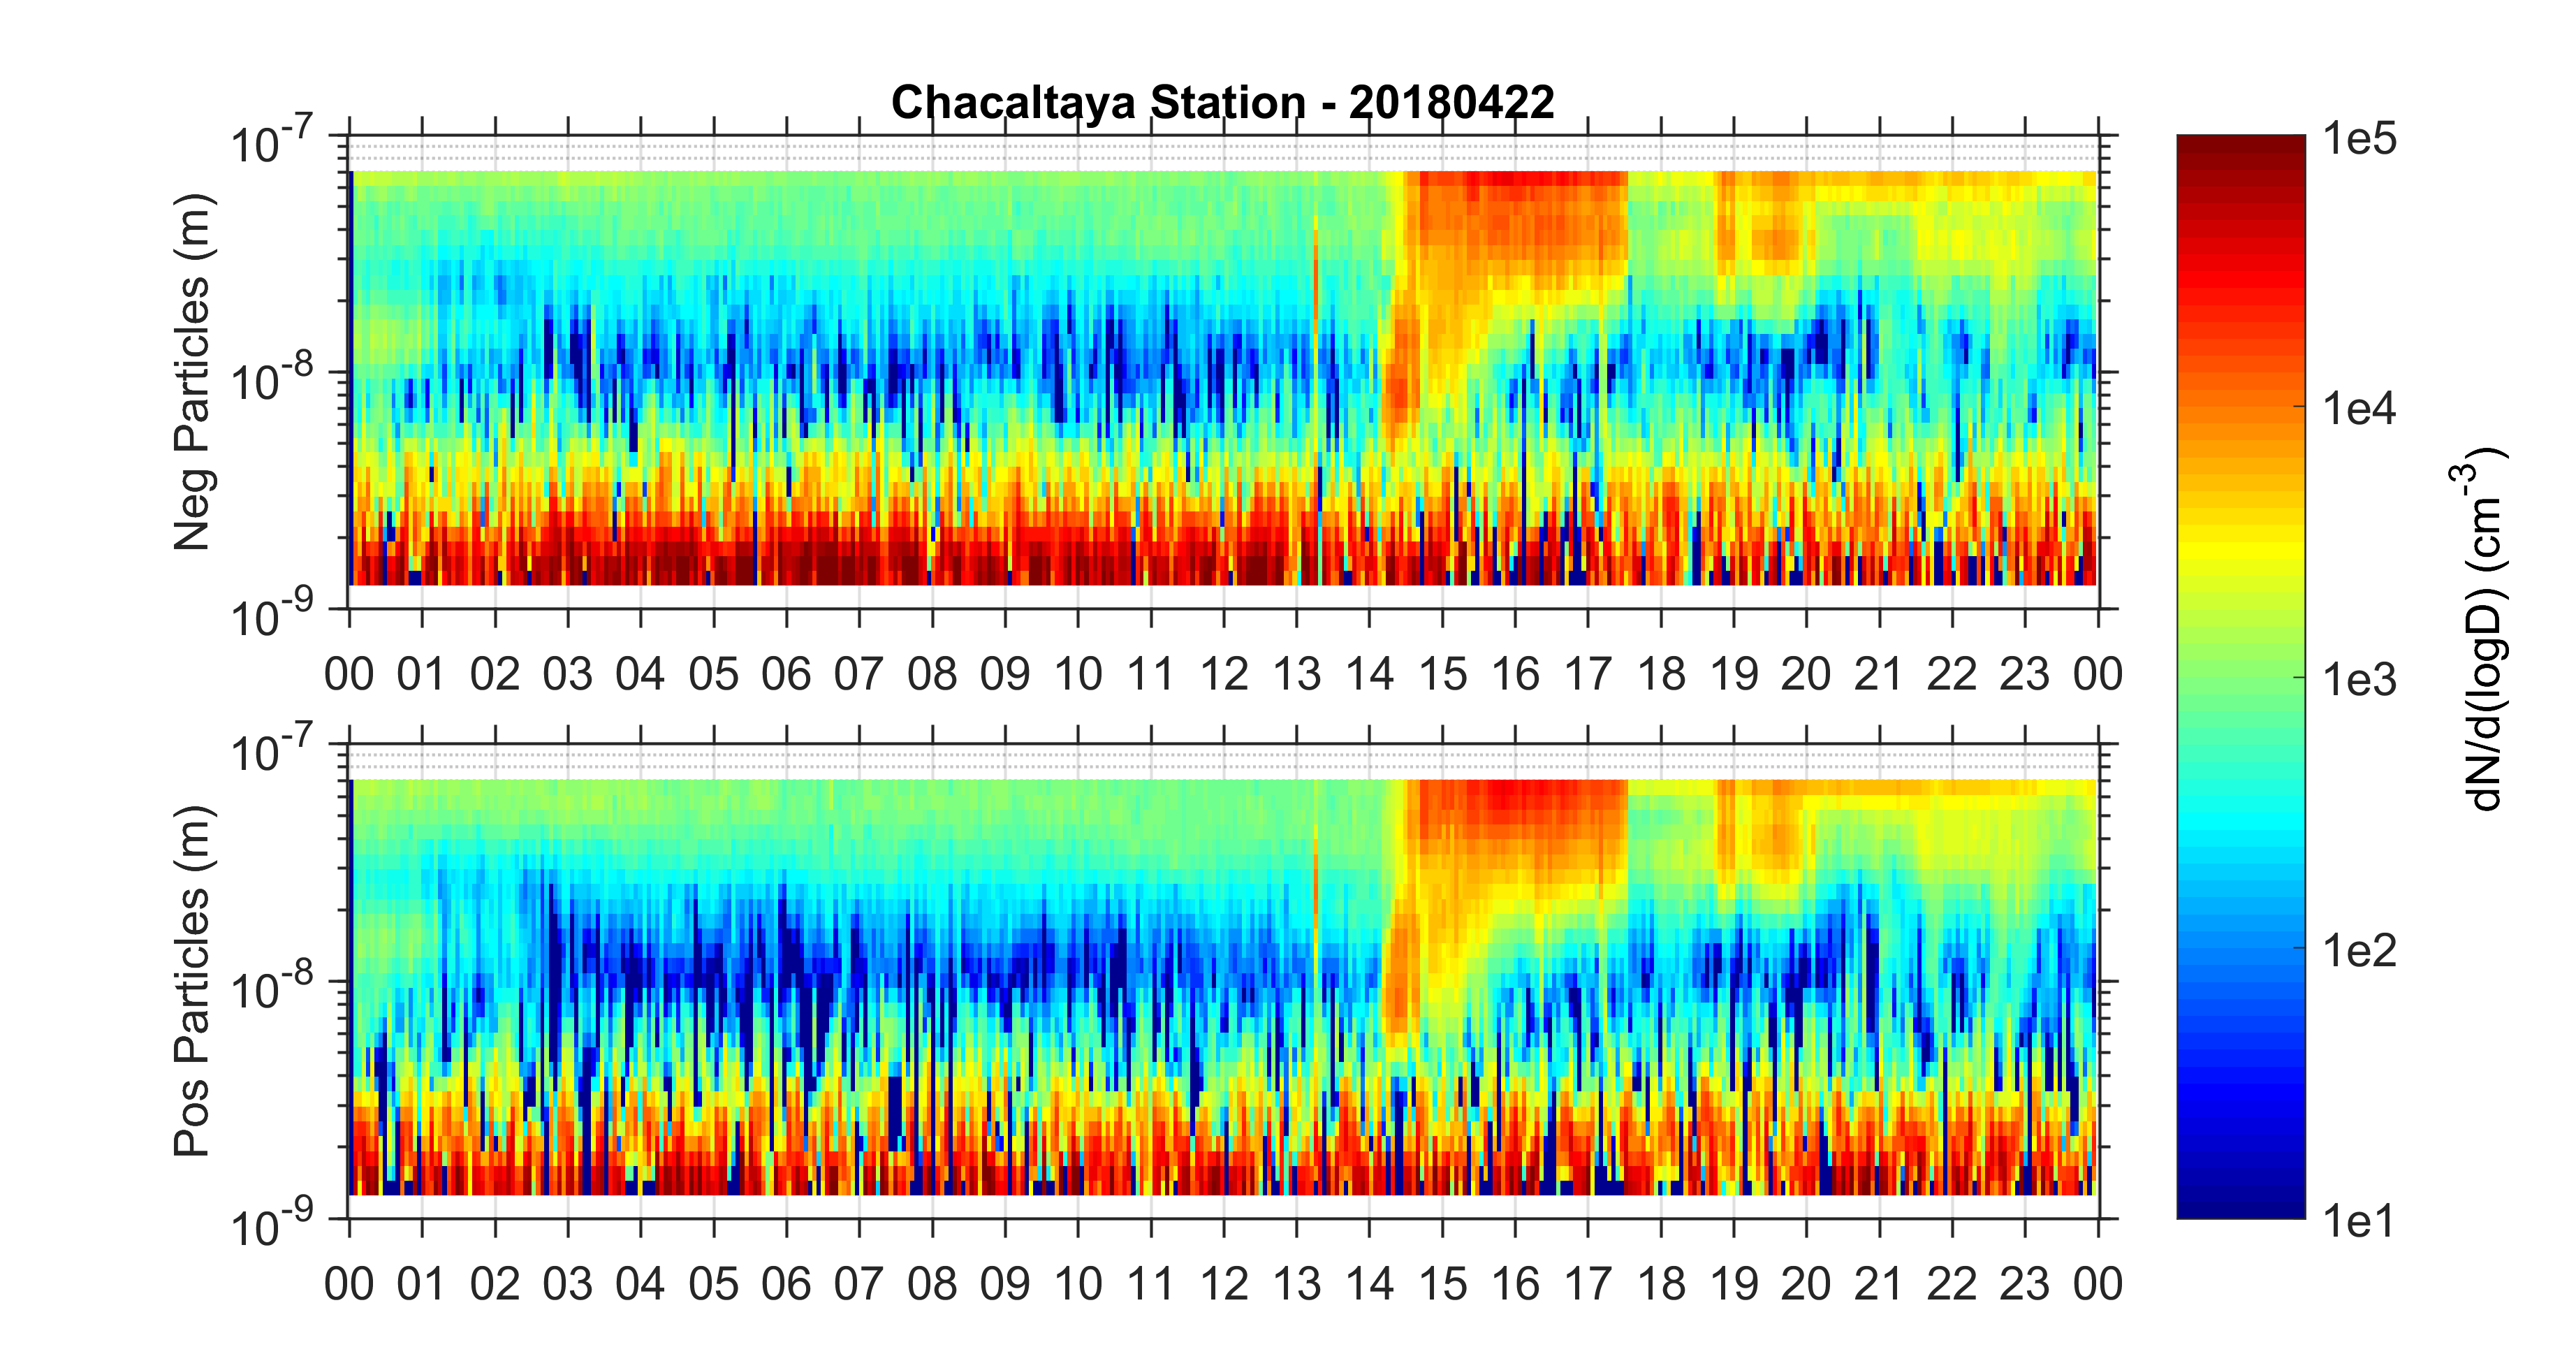 Chacaltaya Station - 20180422
Neg Particles (m)
10-7
10-8
10-9
00 01 02 03 04 05 06 07 08 09 10 11 12 13 14 15 16 17 18 19 20 21 22 23 00
Pos Particles (m)
10-7
10-8
10-9
00 01 02 03 04 05 06 07 08 09 10 11 12 13 14 15 16 17 18 19 20 21 22 23 00
1e5
1e4
1e3
1e2
1e1
dN/d(logD) (cm-3)